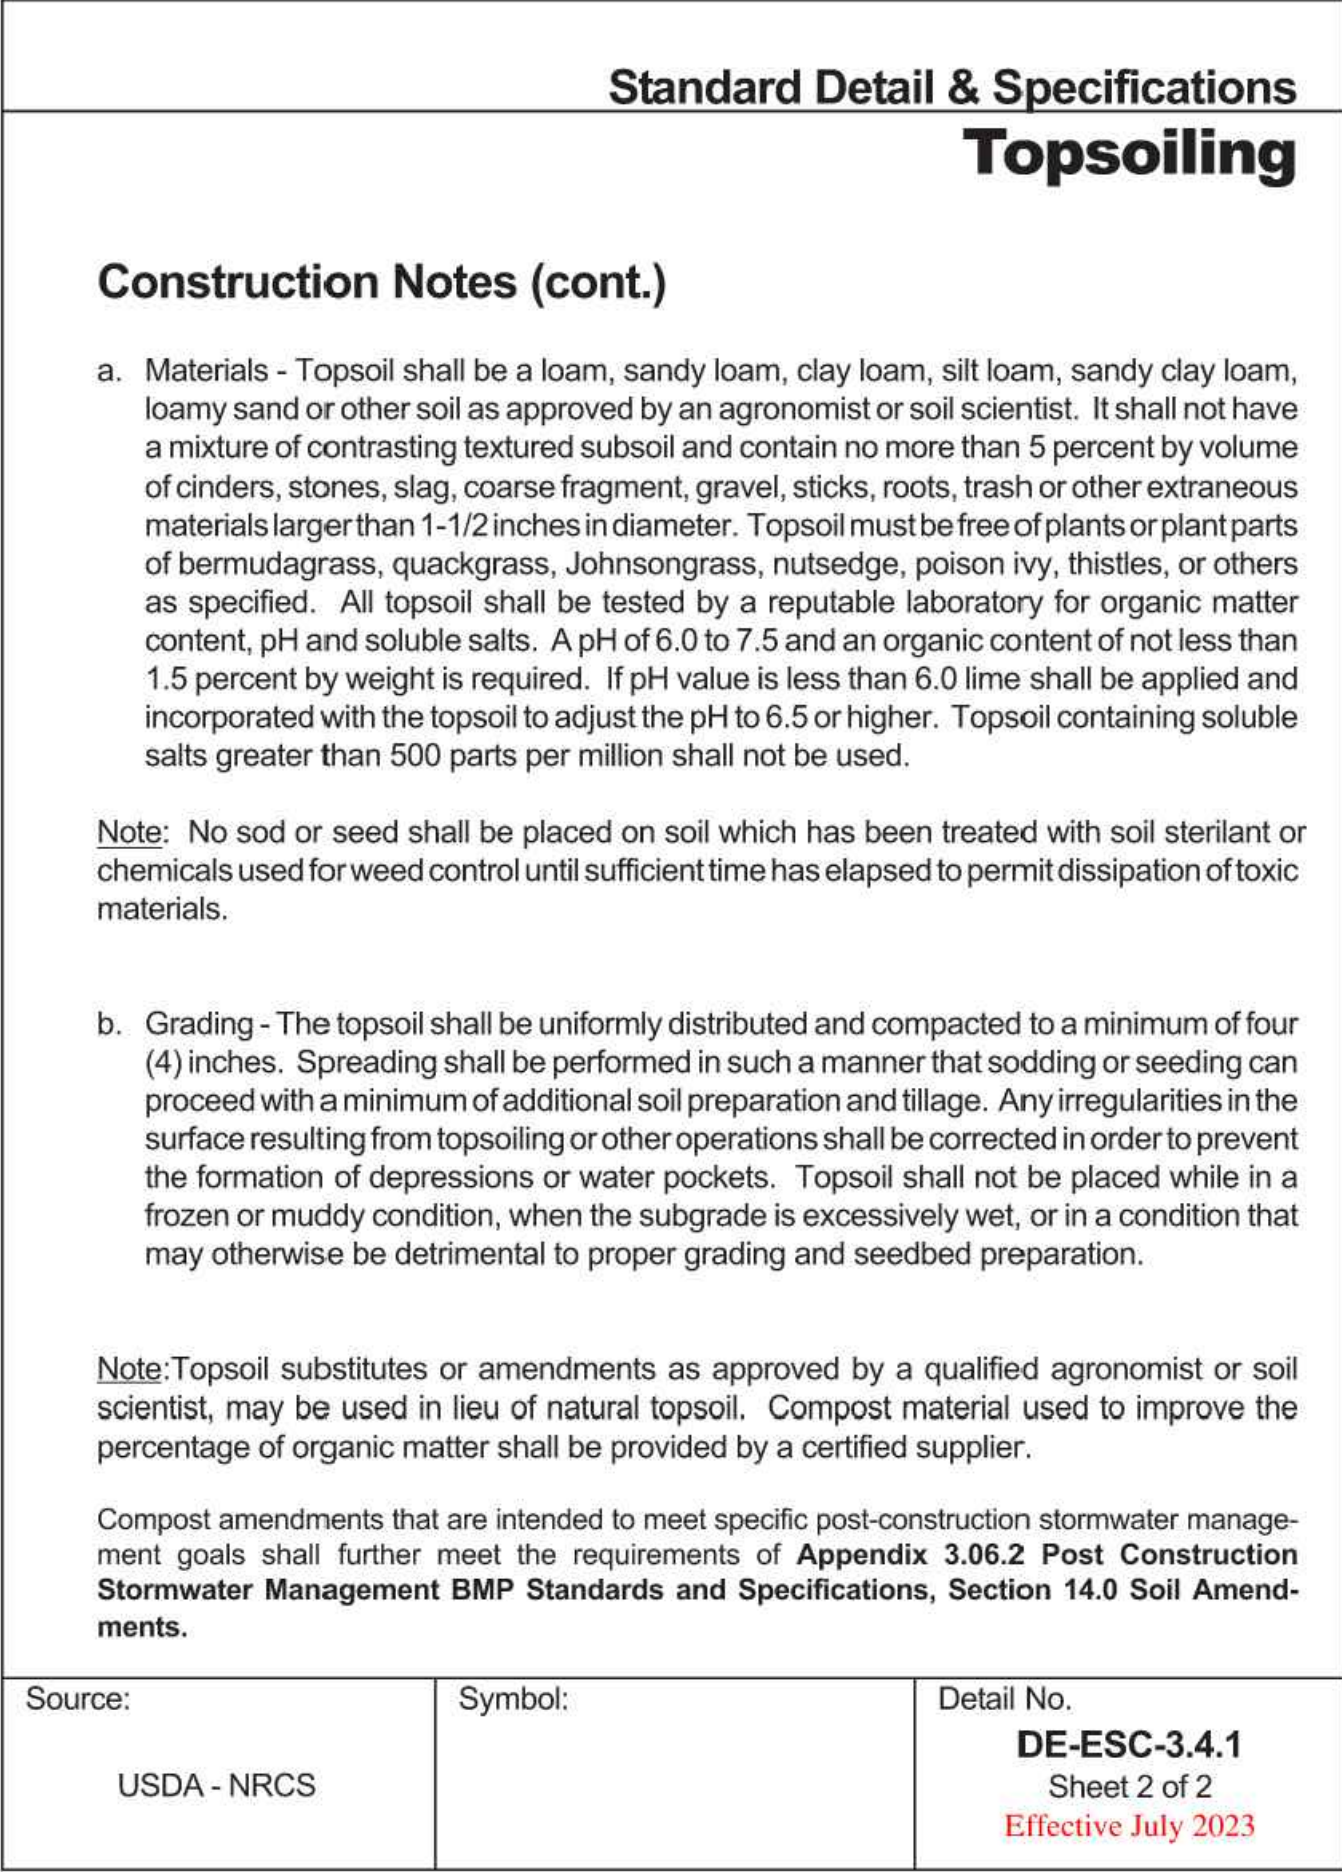 Standard Detail & Specifications
Topsoiling
Construction Notes (cont.)
a. Materials - Topsoil shall be a loam, sandy loam, clay loam, silt loam, sandy clay loam,
loamy sand or other soil as approved by an agronomist or soil scientist. It shall not have
a mixture of contrasting textured subsoil and contain no more than 5 percent by volume
of cinders, stones, slag, coarse fragment, gravel, sticks, roots, trash or other extraneous
materials larger than 1-1/2 inches in diameter. Topsoil must be free of plants or plant parts
of bermudagrass, quackgrass, Johnsongrass, nutsedge, poison ivy, thistles, or others
as specified. All topsoil shall be tested by a reputable laboratory for organic matter
content, pH and soluble salts. A pH of 6.0 to 7.5 and an organic content of not less than
1.5 percent by weight is required. If pH value is less than 6.0 lime shall be applied and
incorporated with the topsoil to adjust the pH to 6.5 or higher. Topsoil containing soluble
salts greater than 500 parts per million shall not be used.
Note: No sod or seed shall be placed on soil which has been treated with soil sterilant or
chemicals used for weed control until sufficient time has elapsed to permit dissipation of toxic
materials.
b. Grading - The topsoil shall be uniformly distributed and compacted to a minimum of four
(4) inches. Spreading shall be performed in such a manner that sodding or seeding can
proceed with a minimum of additional soil preparation and tillage. Any irregularities in the
surface resulting from topsoiling or other operations shall be corrected in order to prevent
the formation of depressions or water pockets. Topsoil shall not be placed while in a
frozen or muddy condition, when the subgrade is excessively wet, or in a condition that
may otherwise be detrimental to proper grading and seedbed preparation.
Note:Topsoil substitutes or amendments as approved by a qualified agronomist or soil
scientist, may be used in lieu of natural topsoil. Compost material used to improve the
percentage of organic matter shall be provided by a certified supplier.
Compost amendments that are intended to meet specific post-construction stormwater manage-
ment goals shall further meet the requirements of Appendix 3.06.2 Post Construction
Stormwater Management BMP Standards and Specifications, Section 14.0 Soil Amend-
ments.
Source:
USDA - NRCS
Symbol:
Detail No.
DE-ESC-3.4.1
Sheet 2 of 2
Effective July 2023